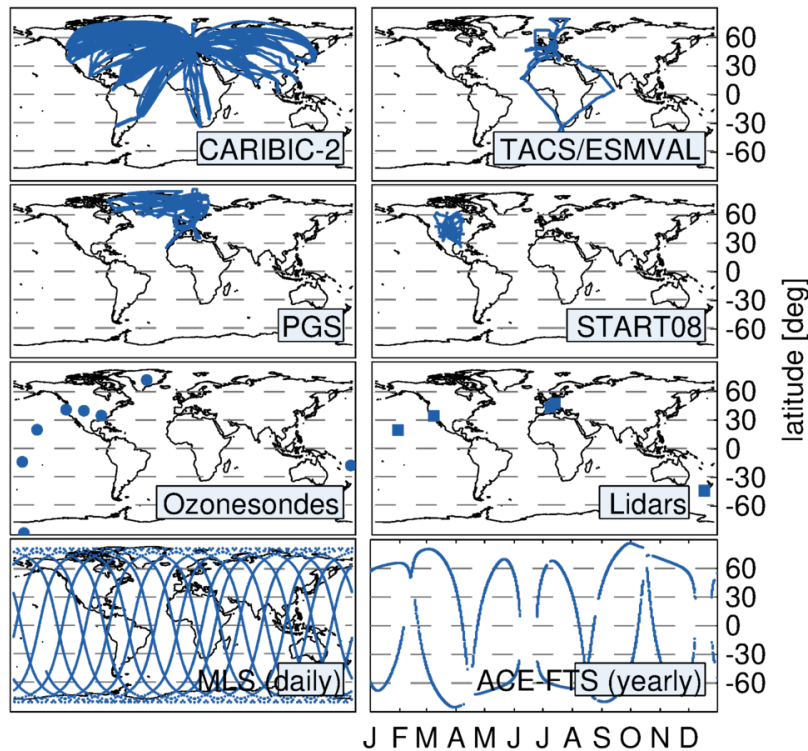 60
30
0
-30
-60
CARIBIC-2
TACS/ESMVAL
60
30
0
-30
-60
PGS
START08
latitude [deg]
60
30
0
-30
-60
Ozonesondes
Lidars
60
30
0
-30
-60
MLS (daily)
ACE-FTS (yearly)
J F M A M J J A S O N D